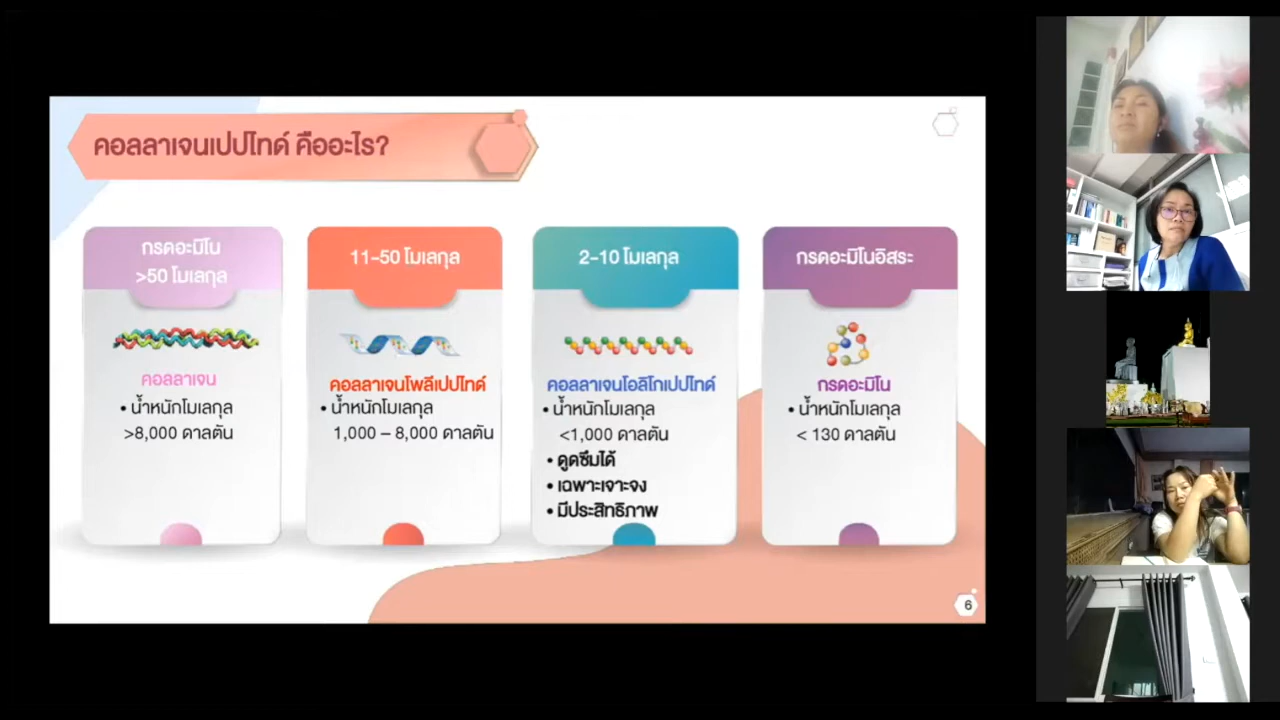 คอลลาเจนเปปไทด์ คืออะไร?
กรดอะมิโน
>50 โมเลกุล
คอลลาเจน
• น้ำหนักโมเลกุล
>8,000 ดาลตัน
11-50 โมเลกุล
คอลลาเจนโพลีเปปไทด์
• น้ำหนักโมเลกุล
1,000 – 8,000 ดาลตัน
2-10 โมเลกุล
คอลลาเจนโอลิโกเปปไทด์
• น้ำหนักโมเลกุล
<1,000 ดาลตัน
• ดูดซึมได้
• เฉพาะเจาะจง
• มีประสิทธิภาพ
กรดอะมิโนอิสระ
กรดอะมิโน
• น้ำหนักโมเลกุล
< 130 ดาลตัน
6